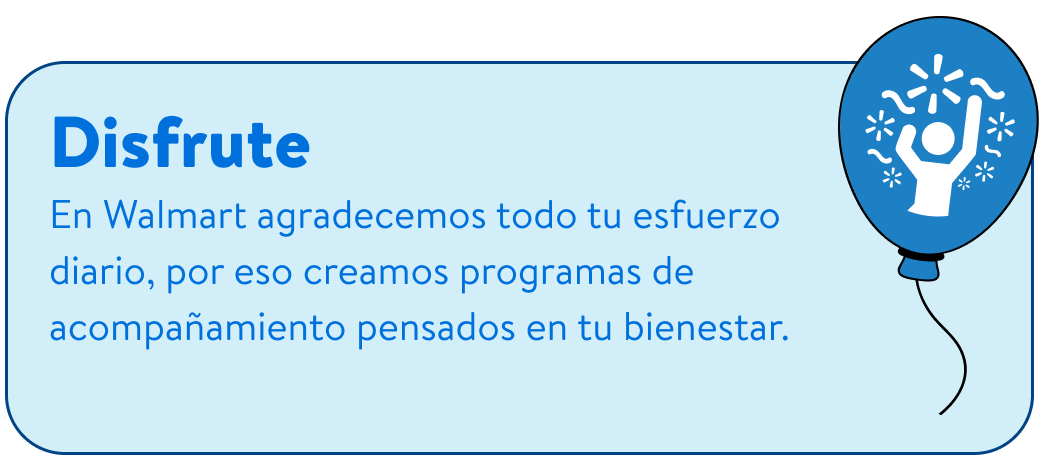 Disfrute
En Walmart agradecemos todo tu esfuerzo
diario, por eso creamos programas de
acompañamiento pensados en tu bienestar.